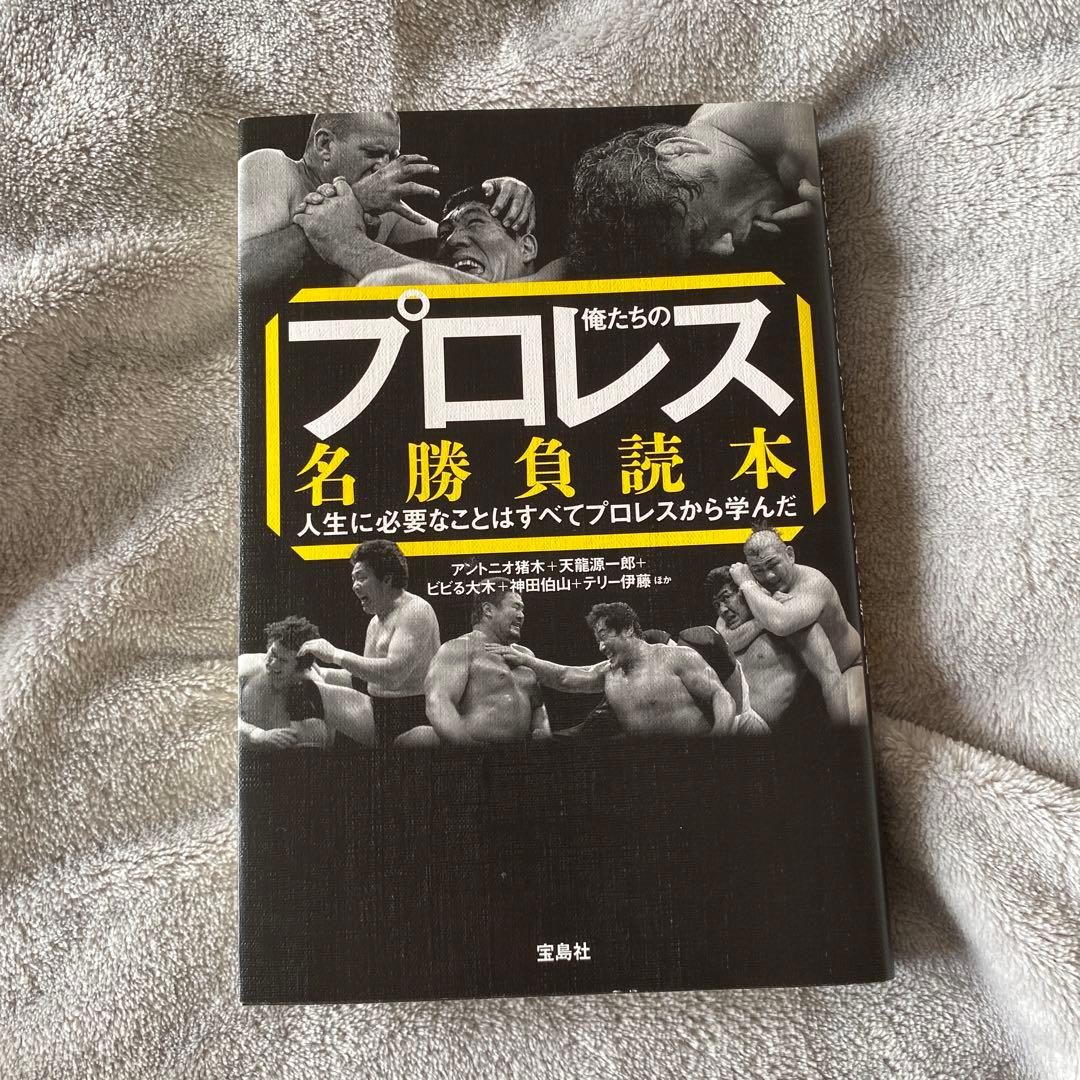 俺たちの
プロレス
名勝負読本
人生に必要なことはすべてプロレスから学んだ
アントニオ猪木+天龍源一郎+
ビビる大木+神田伯山+テリー伊藤 ほか
宝島社